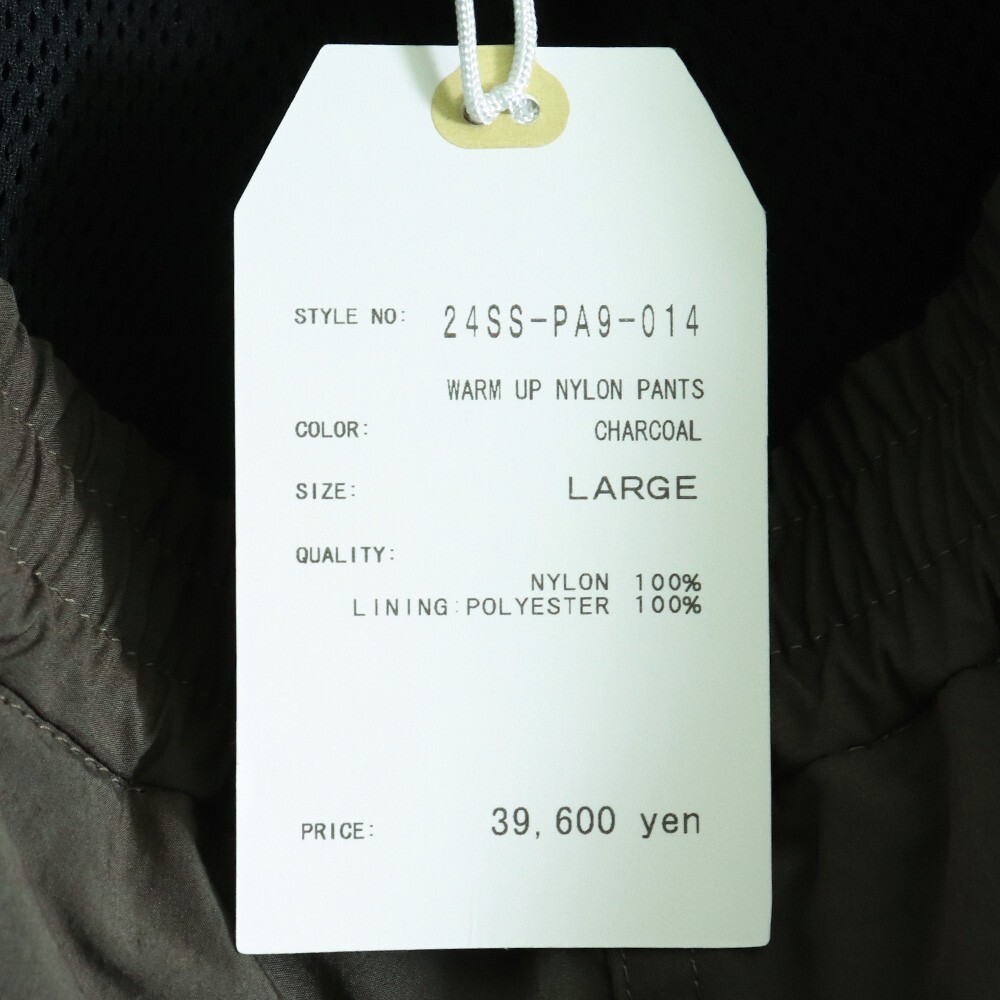 STYLE NO: 24SS-PA9-014
WARM UP NYLON PANTS
COLOR: CHARCOAL
SIZE: LARGE
QUALITY:
NYLON 100%
LINING:POLYESTER 100%
PRICE: 39,600 yen